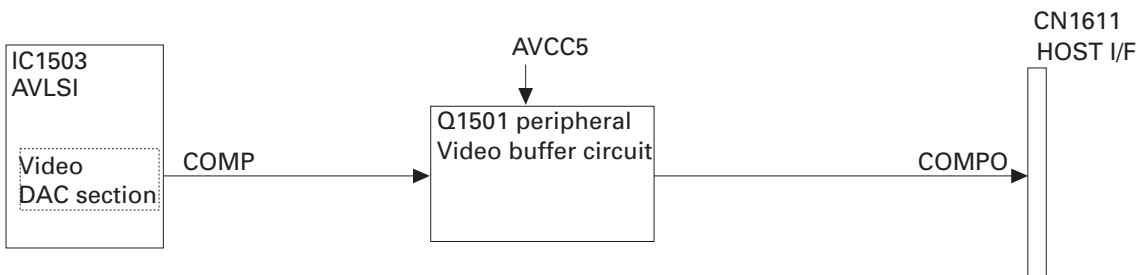 CN1611
HOST I/F
IC1503
AVLSI
AVCC5
Q1501 peripheral
Video buffer circuit
Video
DAC section
COMP
COMPO